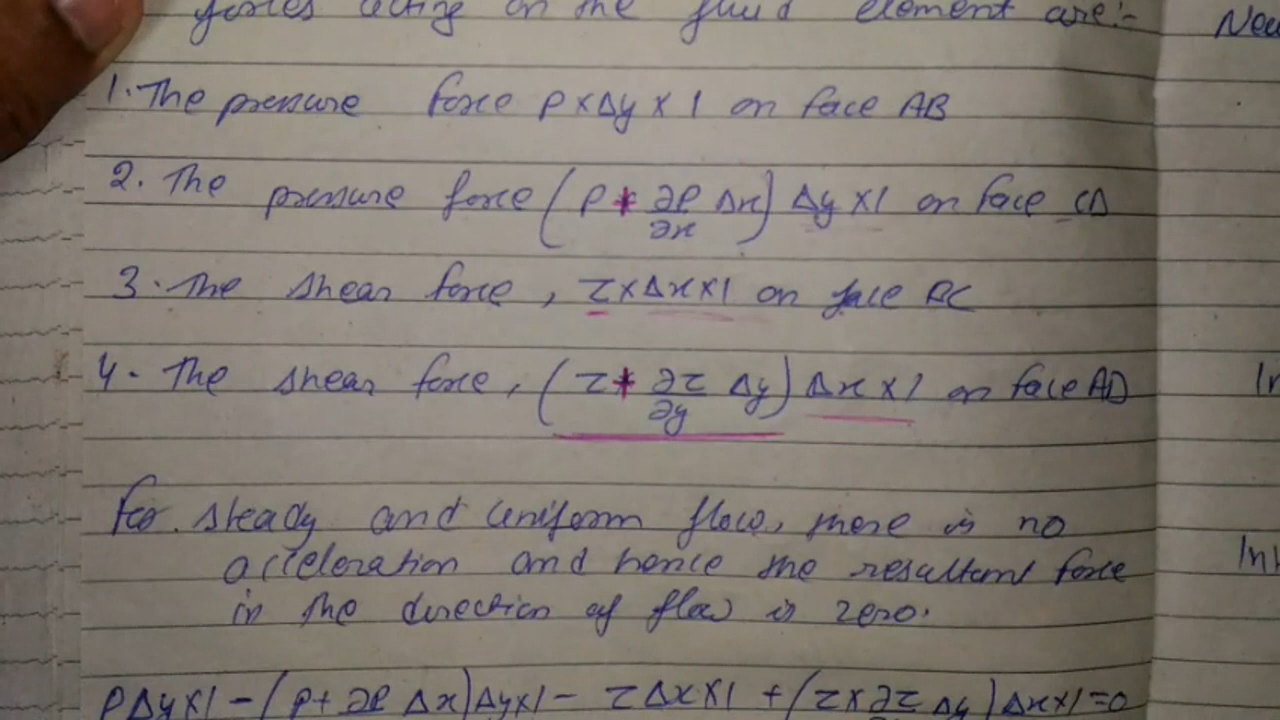 forces acting on the fluid element are:-
New
1. The pressure force P×Δy×1 on face AB
2. The pressure force (P + ∂P/∂x Δx) Δy×1 on face CD
3. The shear force, τ×Δx×1 on face BC
4. The shear force, (τ + ∂τ/∂y Δy) Δx×1 on face AD
In
For steady and uniform flow, there is no
acceleration and hence the resultant force
in the direction of flow is zero.
PΔy×1 - (P+ ∂P Δx)Δy×1 - τΔx×1 + (τ× ∂τ Δy)Δx×1=0